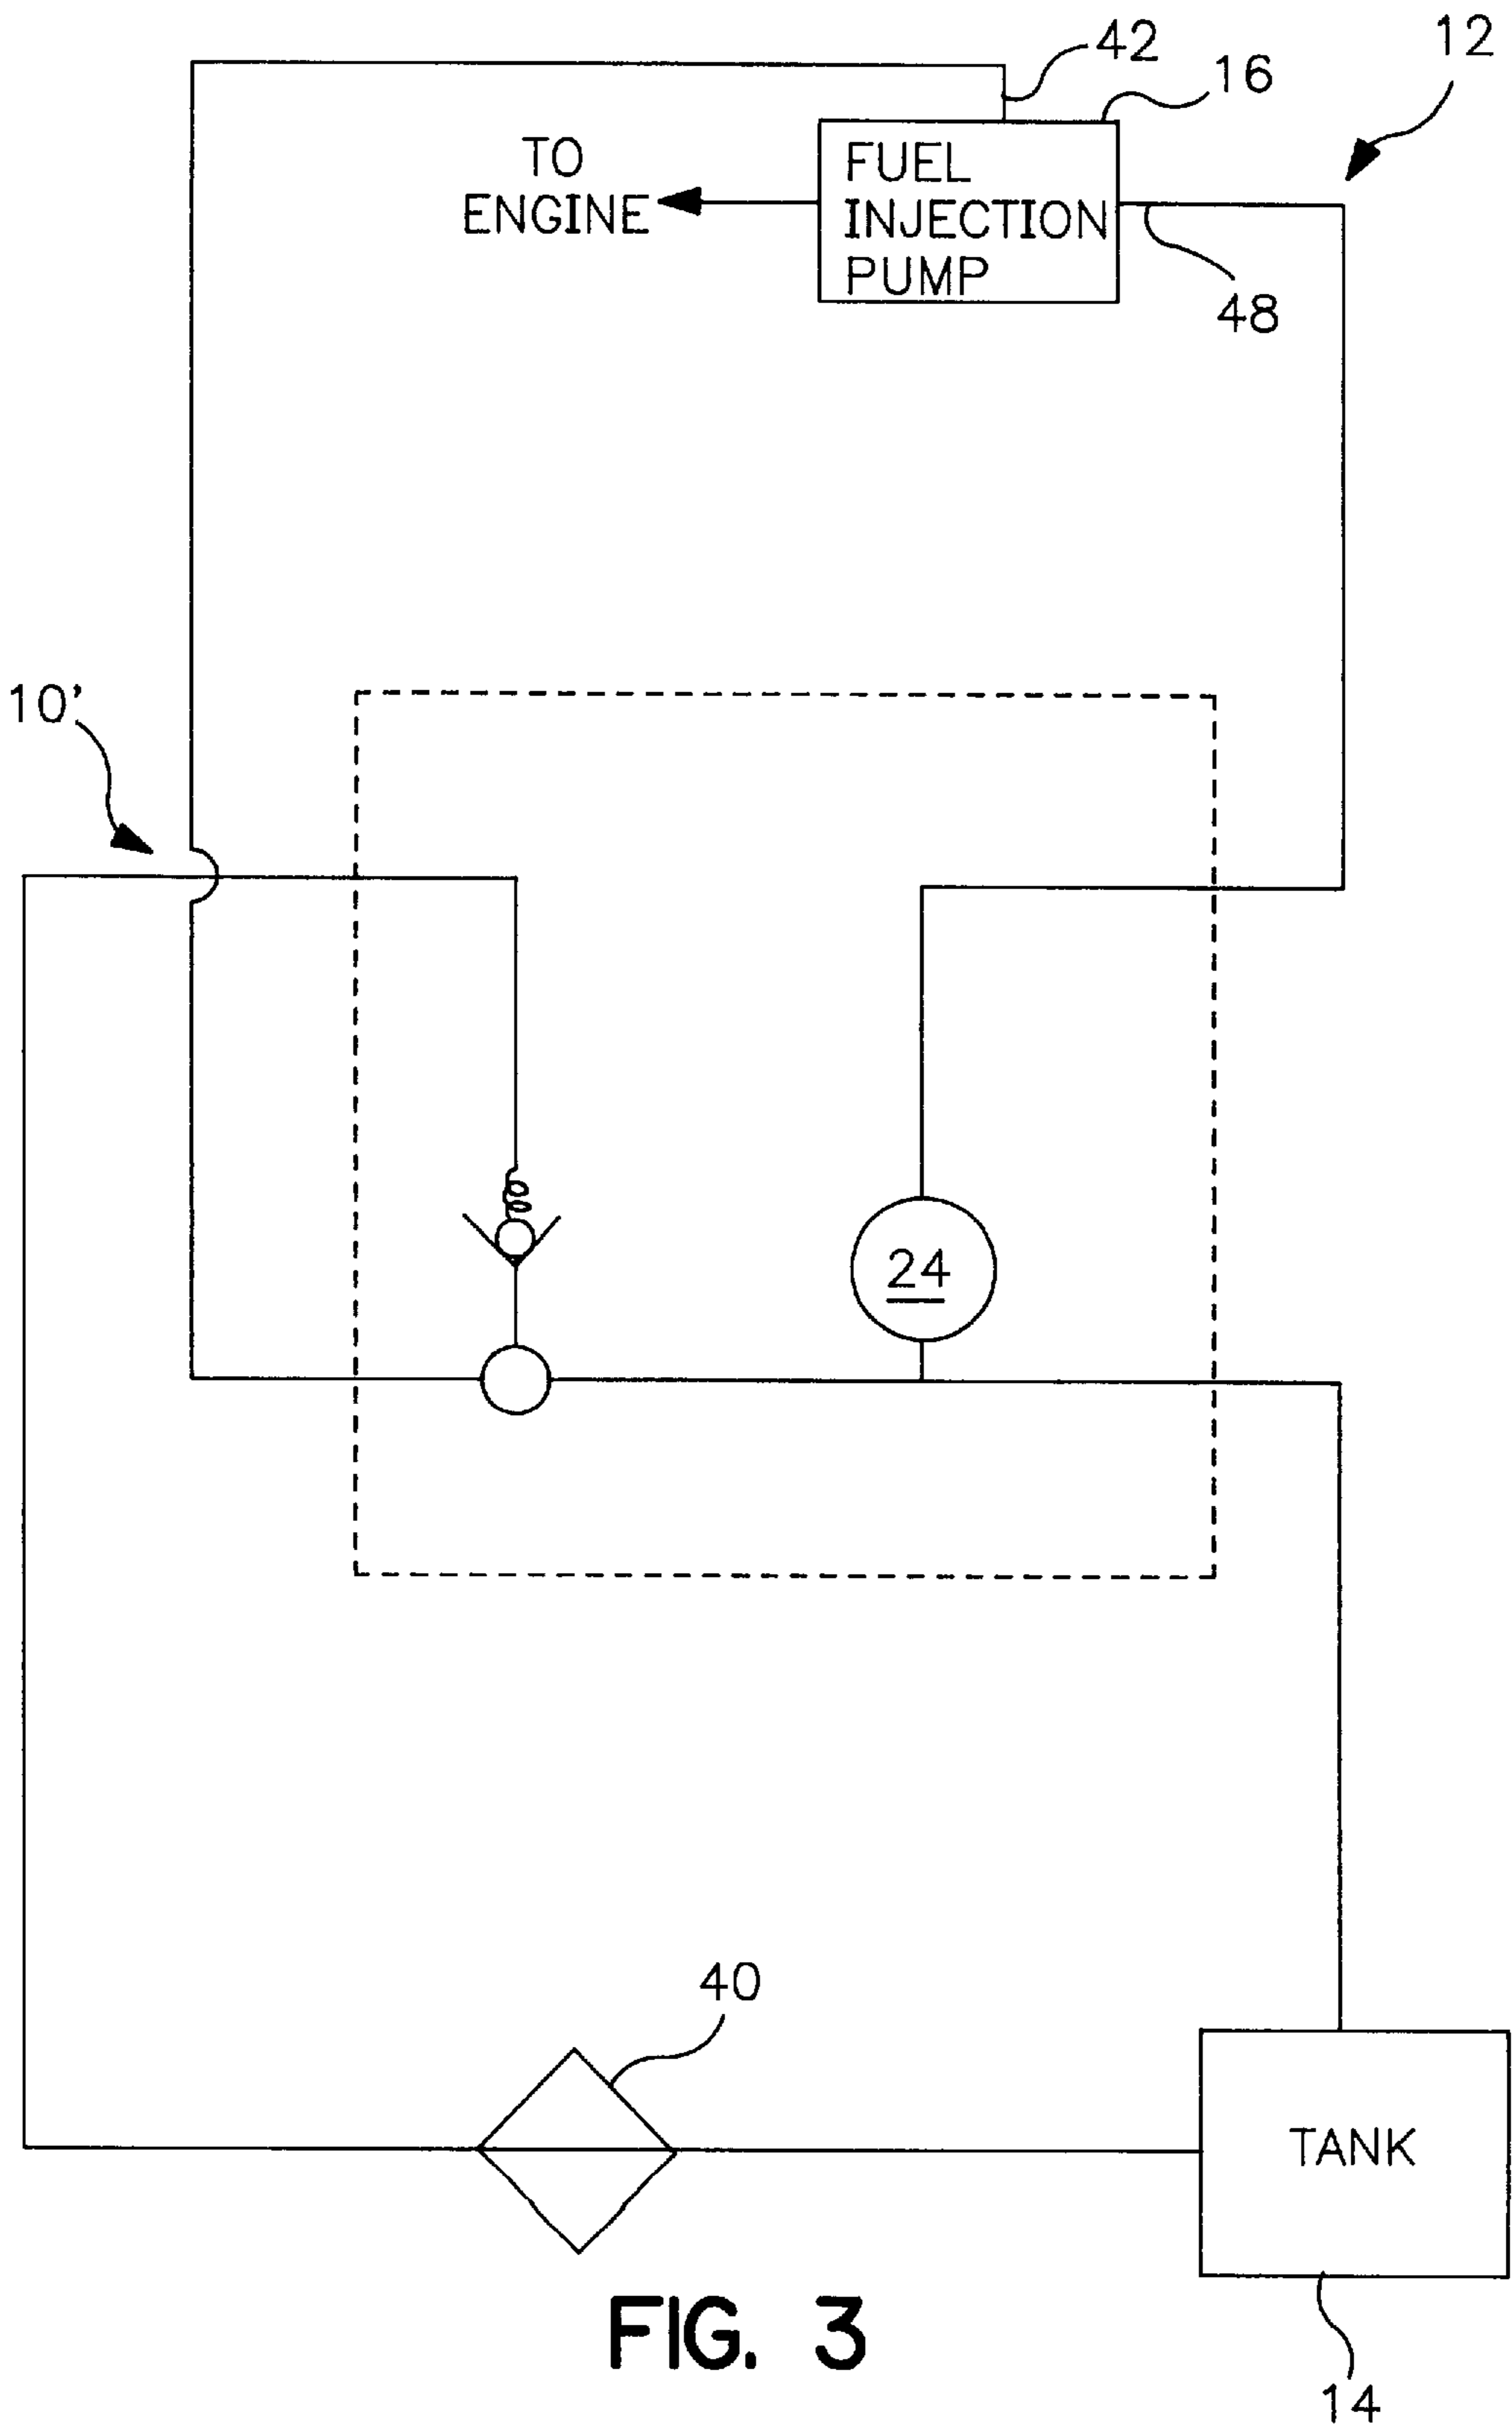 42
16
12
TO
ENGINE
FUEL
INJECTION
PUMP
48
10'
24
40
TANK
FIG. 3
14